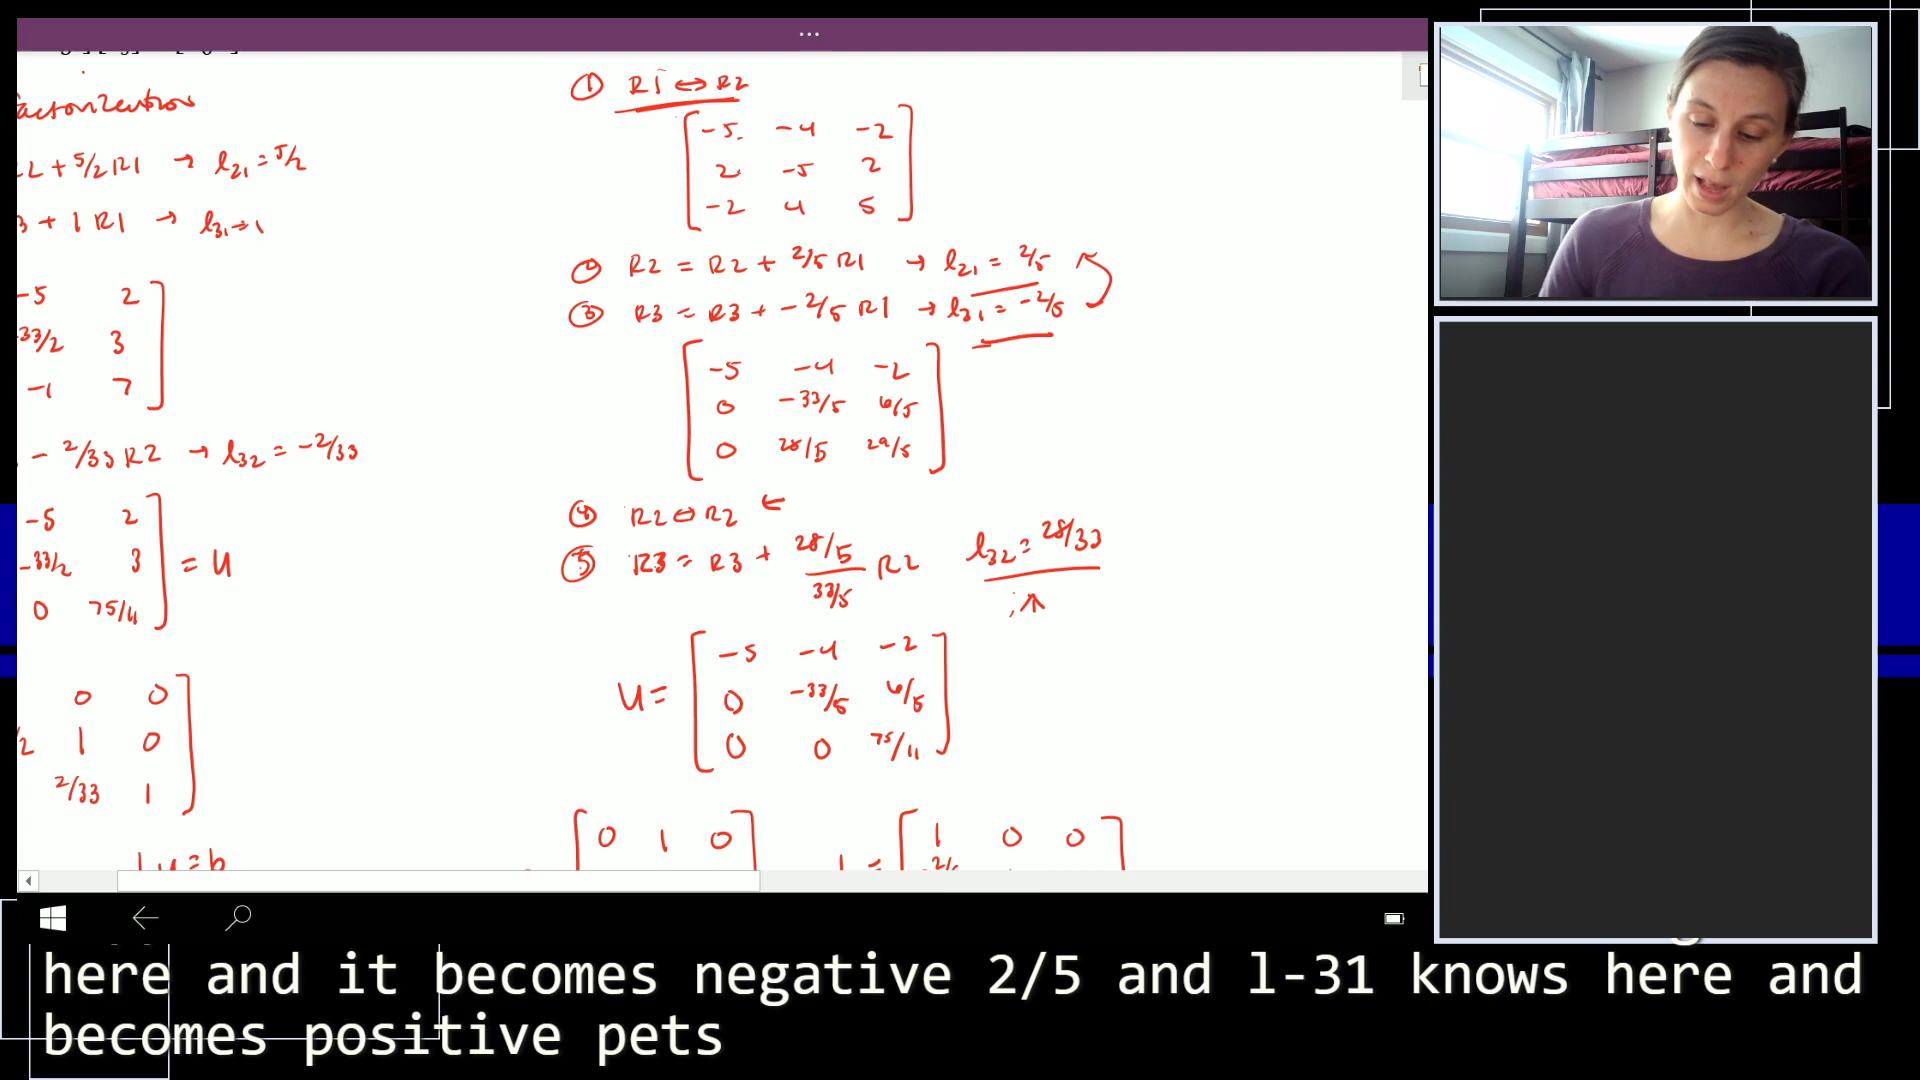 actorization
R2 + 5/2 R1 → l21 = 5/2
3 + 1 R1 → l31 → 1
-5 2
-33/2 3
-1 7
- 2/33 R2 → l32 = -2/33
-5 2
-33/2 3 = U
0 75/11
0 0
/2 1 0
2/33 1
① R1 ↔ R2
-5 -4 -2
2 -5 2
-2 4 5
② R2 = R2 + 2/5 R1 → l21 = 2/5
③ R3 = R3 + -2/5 R1 → l31 = -2/5
-5 -4 -2
0 -33/5 6/5
0 28/5 29/5
④ R2 ⇔ R2 ←
⑤ R3 = R3 + 28/5 / 33/5 R2 l32 = 28/33
U = -5 -4 -2
0 -33/5 6/5
0 0 75/11
0 1 0
1 0 0
here and it becomes negative 2/5 and l-31 knows here and
becomes positive pets